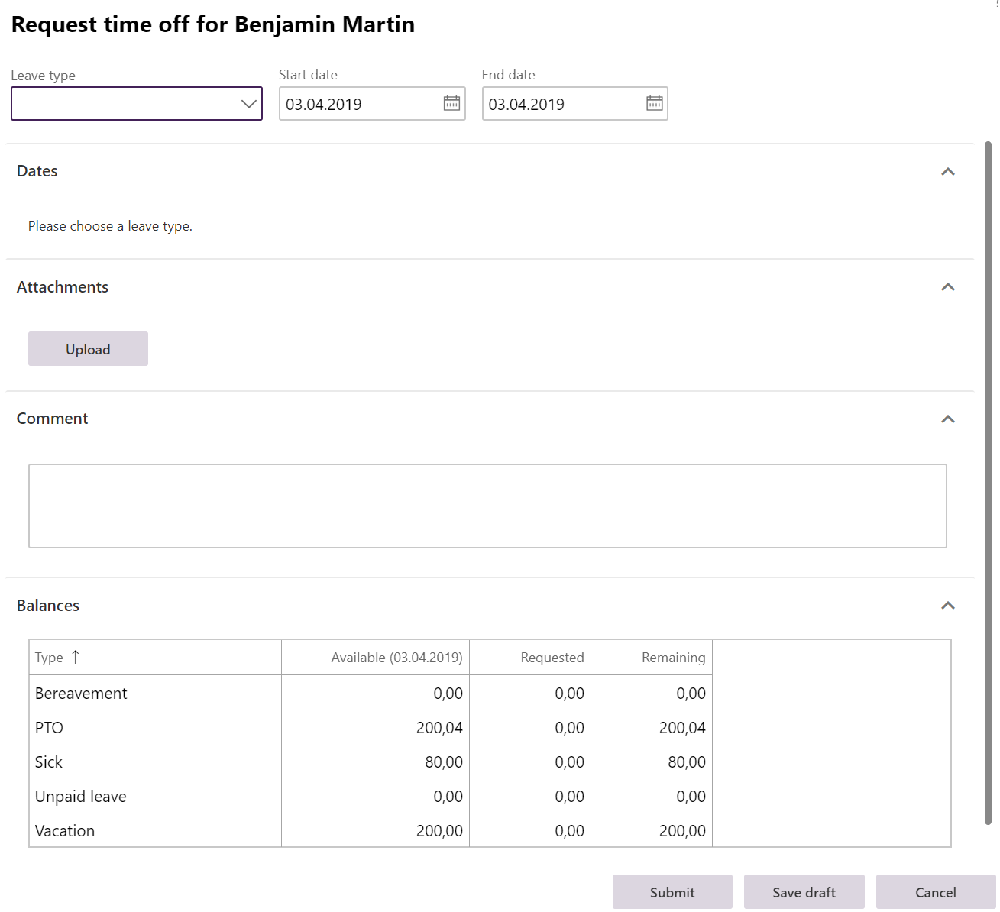 Request time off for Benjamin Martin
Leave type
Start date
End date
03.04.2019
03.04.2019
Dates
Please choose a leave type.
Attachments
Upload
Comment
Balances
Type ↑ Available (03.04.2019) Requested Remaining
Bereavement 0,00 0,00 0,00
PTO 200,04 0,00 200,04
Sick 80,00 0,00 80,00
Unpaid leave 0,00 0,00 0,00
Vacation 200,00 0,00 200,00
Submit Save draft Cancel